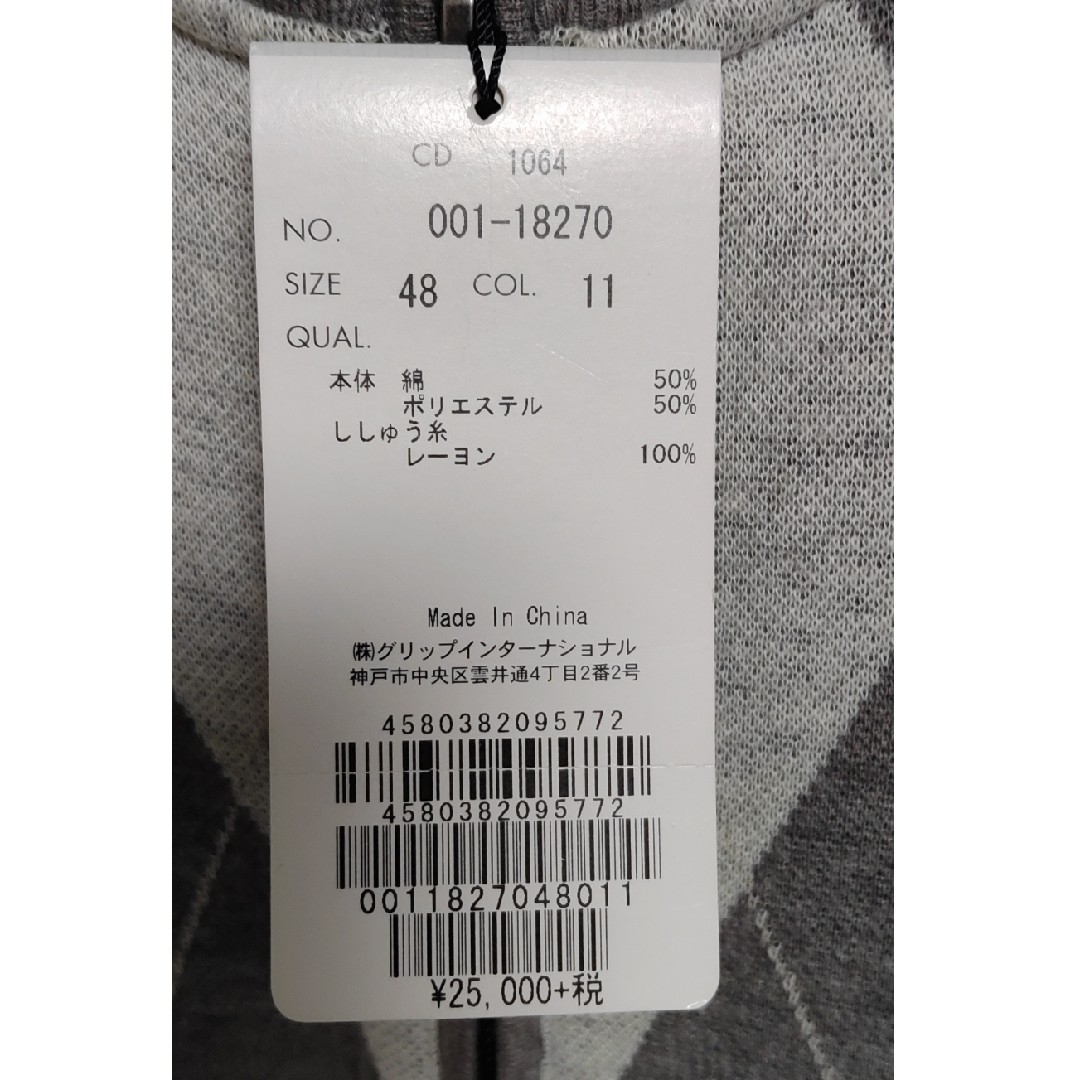 CD 1064
NO. 001-18270
SIZE 48 COL. 11
QUAL.
本体 綿 50%
ポリエステル 50%
ししゅう糸
レーヨン 100%
Made In China
㈱グリップインターナショナル
神戸市中央区雲井通4丁目2番2号
4580382095772
4580382095772
0011827048011
¥25,000+税